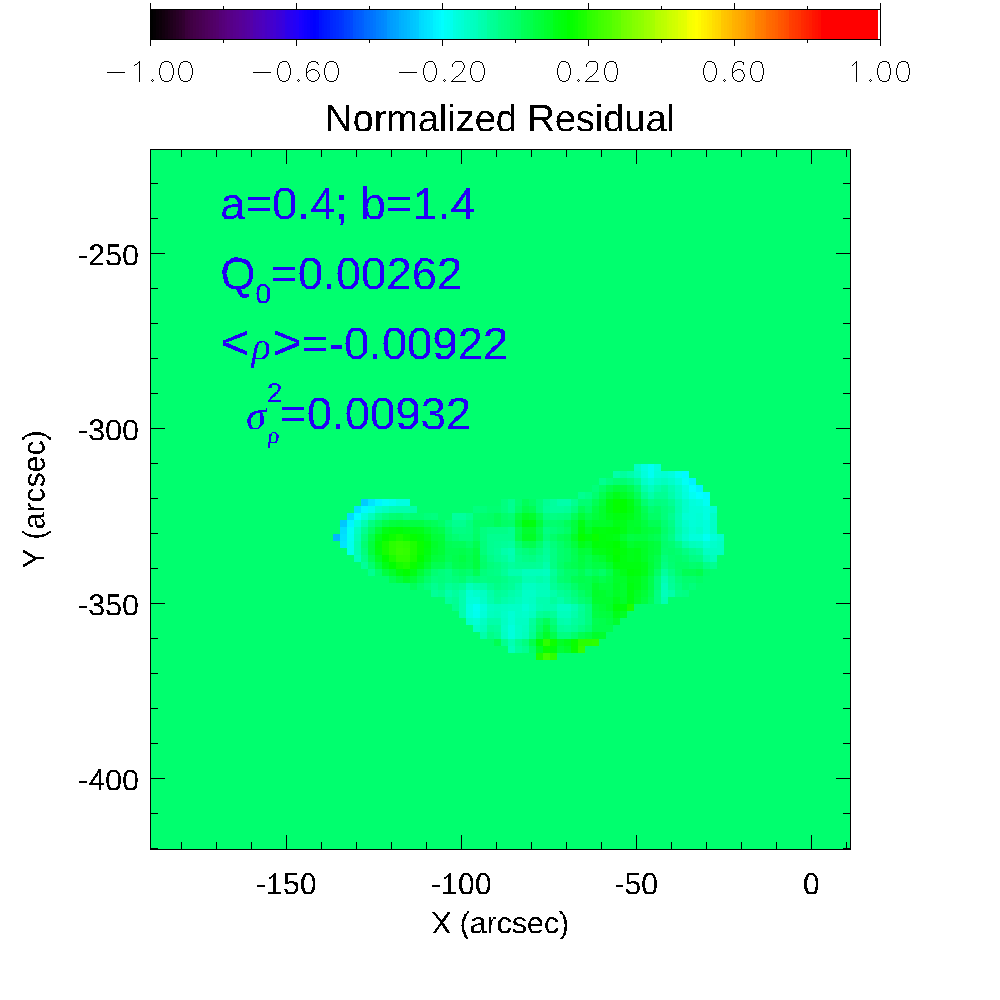 −1.00 −0.60 −0.20 0.20 0.60 1.00
Normalized Residual
a=0.4; b=1.4
Q₀=0.00262
<ρ>=-0.00922
σρ²=0.00932
-250
-300
-350
-400
Y (arcsec)
-150 -100 -50 0
X (arcsec)